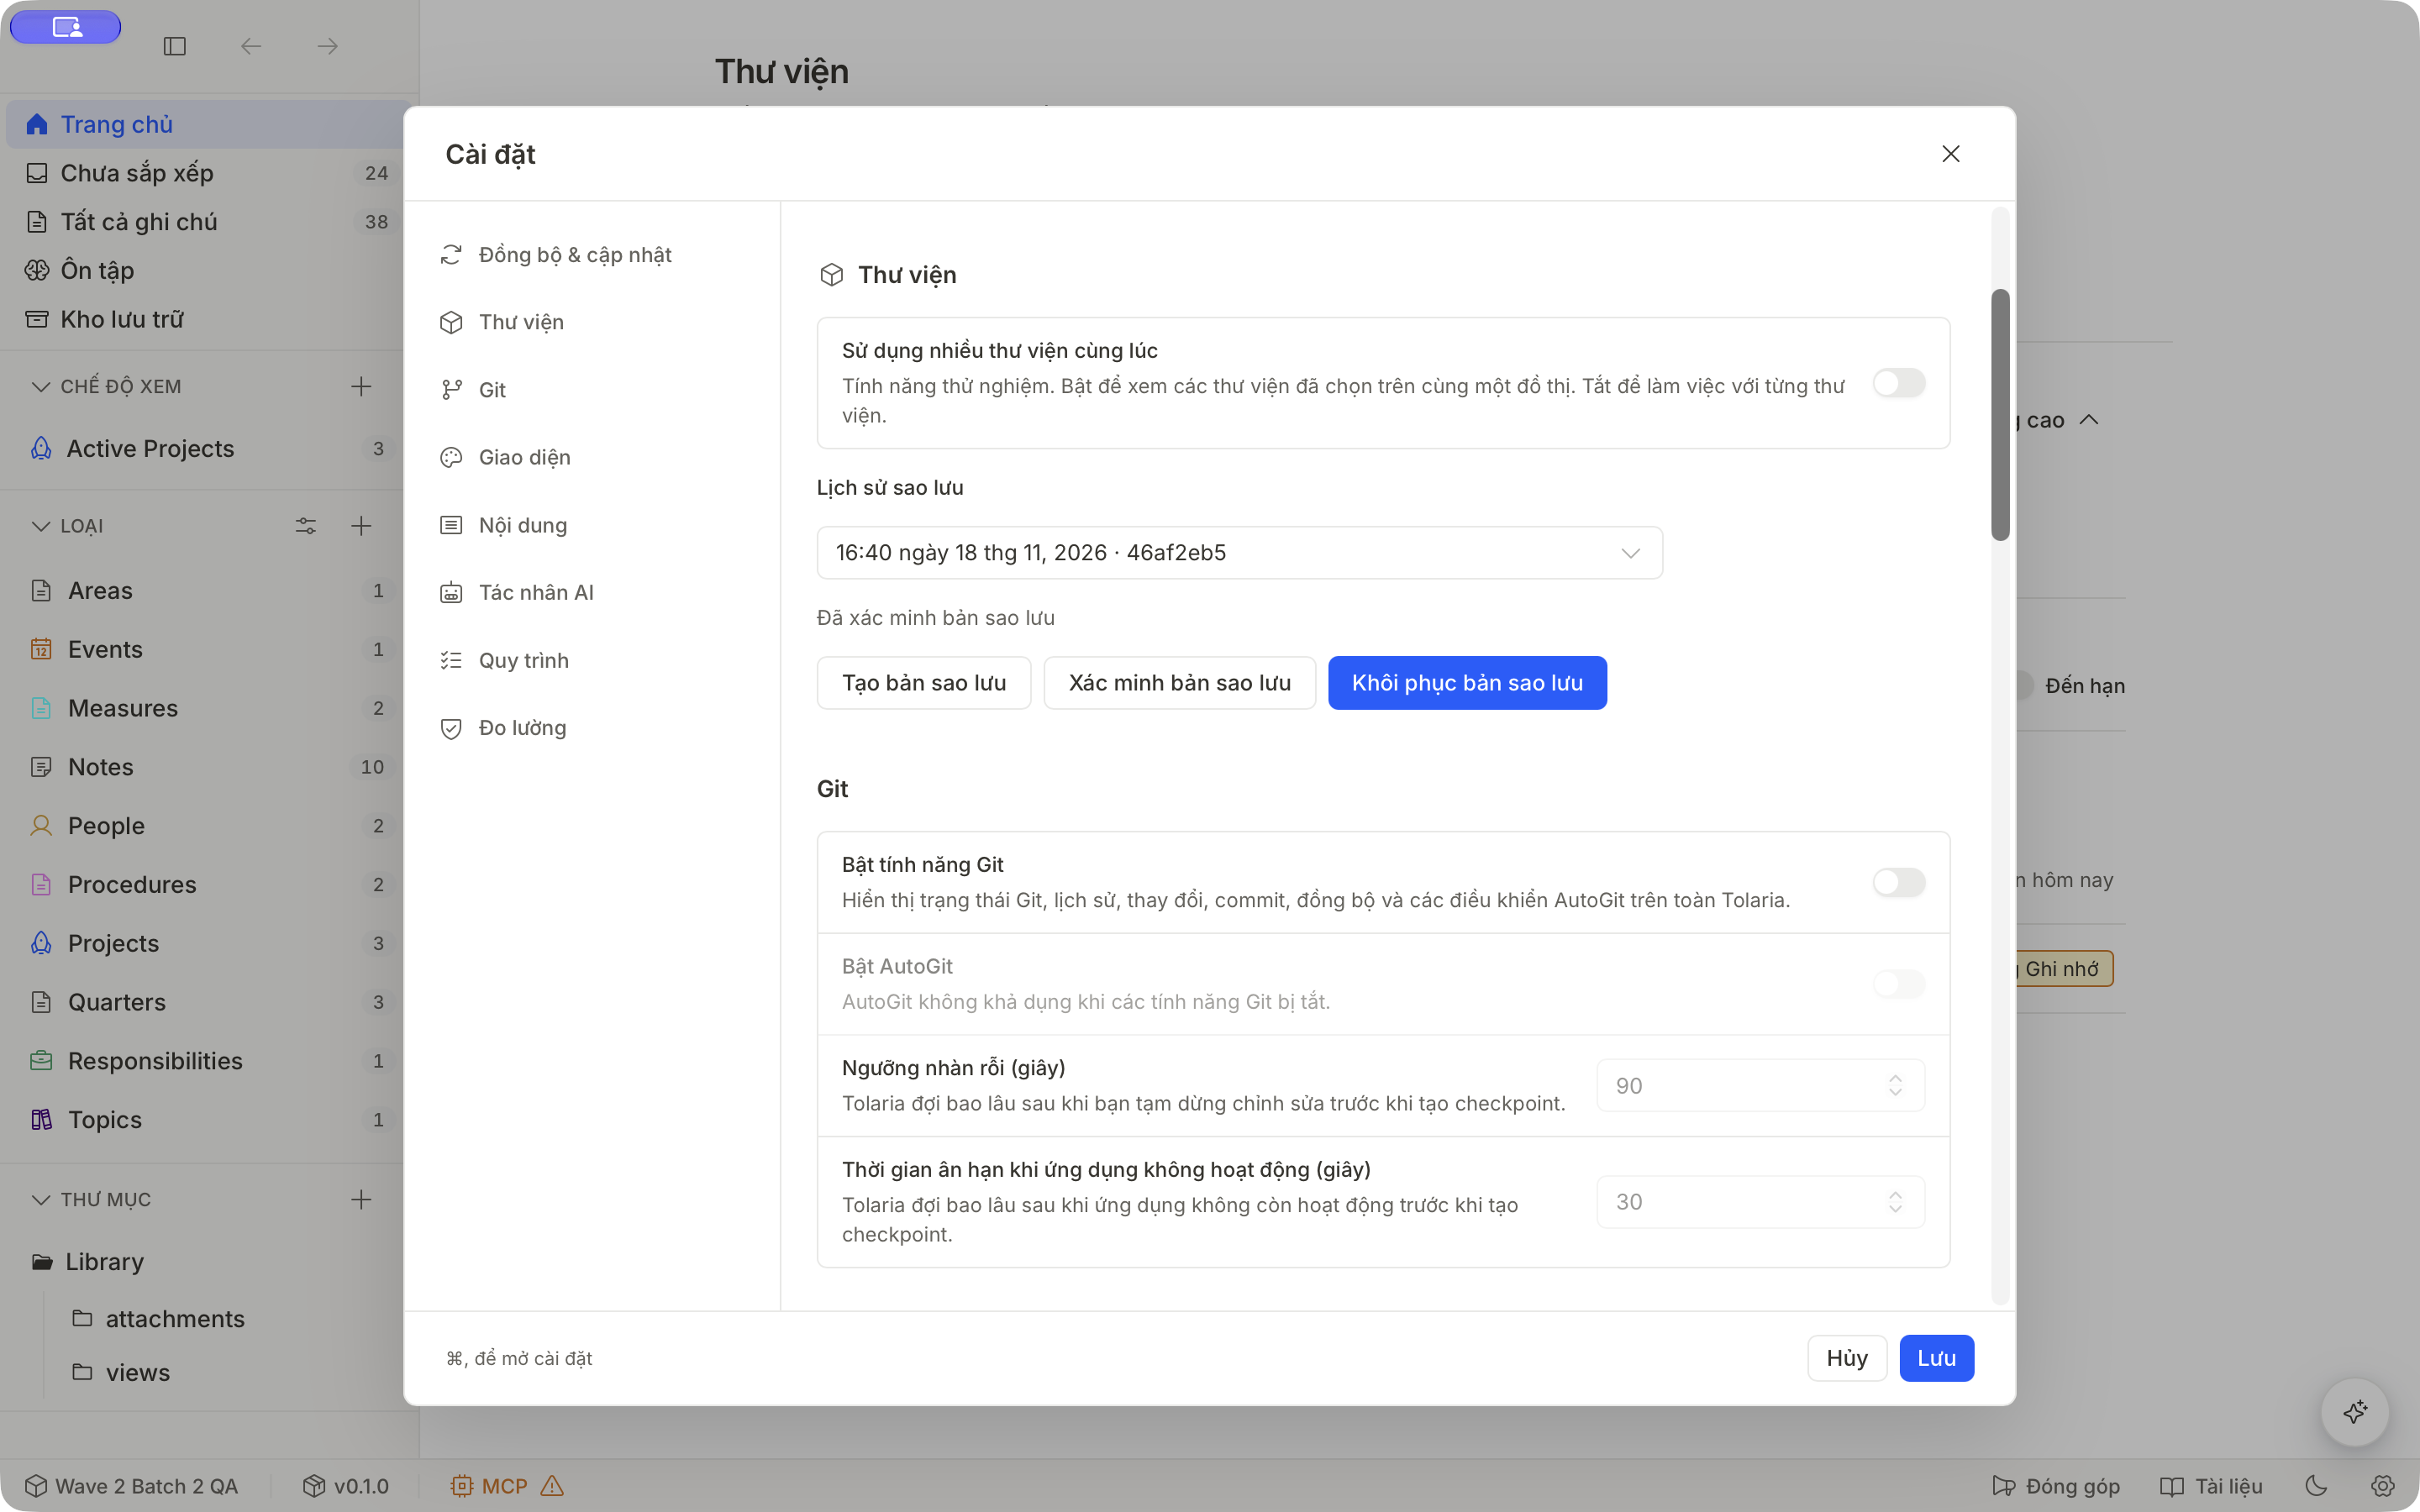 Trang chủ
Chưa sắp xếp 24
Tất cả ghi chú 38
Ôn tập
Kho lưu trữ
CHẾ ĐỘ XEM
Active Projects 3
LOẠI
Areas 1
Events 1
Measures 2
Notes 10
People 2
Procedures 2
Projects 3
Quarters 3
Responsibilities 1
Topics 1
THƯ MỤC
Library
attachments
views
Thư viện
Cài đặt
Đồng bộ & cập nhật
Thư viện
Git
Giao diện
Nội dung
Tác nhân AI
Quy trình
Đo lường
Thư viện
Sử dụng nhiều thư viện cùng lúc
Tính năng thử nghiệm. Bật để xem các thư viện đã chọn trên cùng một đồ thị. Tắt để làm việc với từng thư
viện.
Lịch sử sao lưu
16:40 ngày 18 thg 11, 2026 · 46af2eb5
Đã xác minh bản sao lưu
Tạo bản sao lưu
Xác minh bản sao lưu
Khôi phục bản sao lưu
Git
Bật tính năng Git
Hiển thị trạng thái Git, lịch sử, thay đổi, commit, đồng bộ và các điều khiển AutoGit trên toàn Tolaria.
Bật AutoGit
AutoGit không khả dụng khi các tính năng Git bị tắt.
Ngưỡng nhàn rỗi (giây)
Tolaria đợi bao lâu sau khi bạn tạm dừng chỉnh sửa trước khi tạo checkpoint.
90
Thời gian ân hạn khi ứng dụng không hoạt động (giây)
Tolaria đợi bao lâu sau khi ứng dụng không còn hoạt động trước khi tạo
checkpoint.
30
⌘, để mở cài đặt
Hủy
Lưu
cao
Đến hạn
hôm nay
Ghi nhớ
Wave 2 Batch 2 QA
v0.1.0
MCP
Đóng góp
Tài liệu